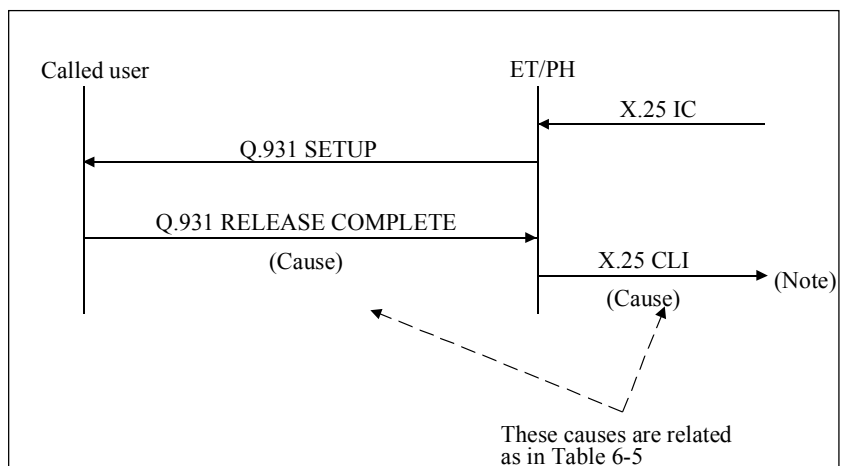 Called user
ET/PH
X.25 IC
Q.931 SETUP
Q.931 RELEASE COMPLETE
(Cause)
X.25 CLI
(Note)
(Cause)
These causes are related
as in Table 6-5